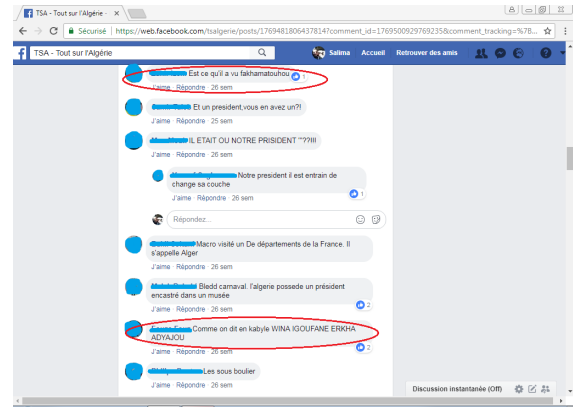 TSA - Tout sur l'Algérie -
Sécurisé | https://web.facebook.com/tsalgerie/posts/1769481806437814?comment_id=1769500929769235&comment_tracking=%7B...
TSA - Tout sur l'Algérie
Salima Accueil Retrouver des amis
Est ce qu'il a vu fakhamatouhou 1
J'aime · Répondre · 26 sem
Et un president,vous en avez un?!
J'aime · Répondre · 25 sem
IL ETAIT OU NOTRE PRISIDENT '"??!!!
J'aime · Répondre · 26 sem
Notre président il est entrain de
change sa couche
1
J'aime · Répondre · 26 sem
Répondez...
Macro visité un De départements de la France. Il
s'appelle Alger
J'aime · Répondre · 26 sem
Bledd carnaval. l'algerie possede un président
encastré dans un musée
2
J'aime · Répondre · 26 sem
Comme on dit en kabyle WINA IGOUFANE ERKHA
ADYAJOU
2
J'aime · Répondre · 26 sem
Les sous boulier
J'aime · Répondre · 26 sem
Discussion instantanée (Off)